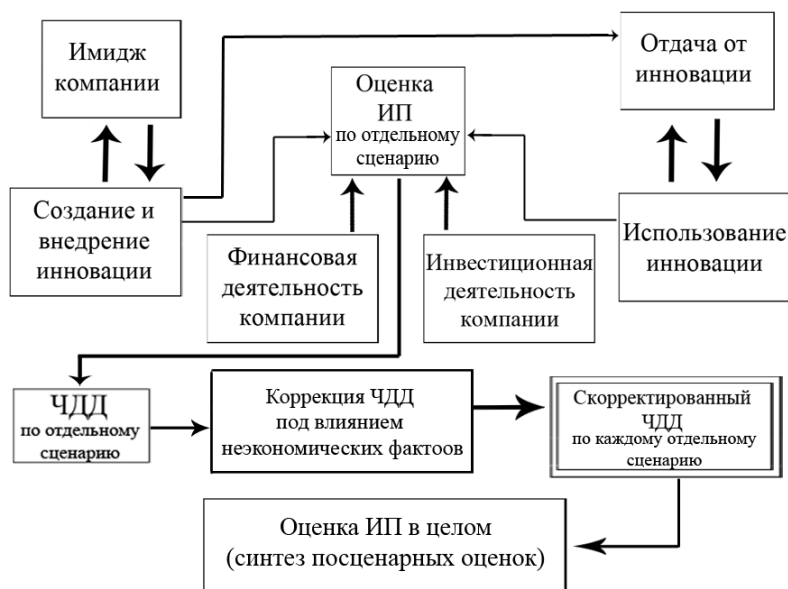 Имидж
компании
Отдача от
инновации
Оценка
ИП
по отдельному
сценарию
Создание и
внедрение
инновации
Финансовая
деятельность
компании
Инвестиционная
деятельность
компании
Использование
инновации
ЧДД
по отдельному
сценарию
Коррекция ЧДД
под влиянием
неэкономических фактоов
Скорректированный
ЧДД
по каждому отдельному
сценарию
Оценка ИП в целом
(синтез посценарных оценок)